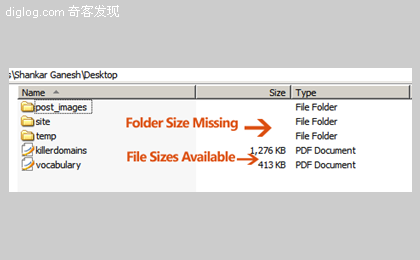 diglog.com 奇客发现
s\Shankar Ganesh\Desktop
Name Size Type
post_images File Folder
site File Folder
Folder Size Missing
temp File Folder
killerdomains 1,276 KB PDF Document
File Sizes Available
vocabulary 413 KB PDF Document